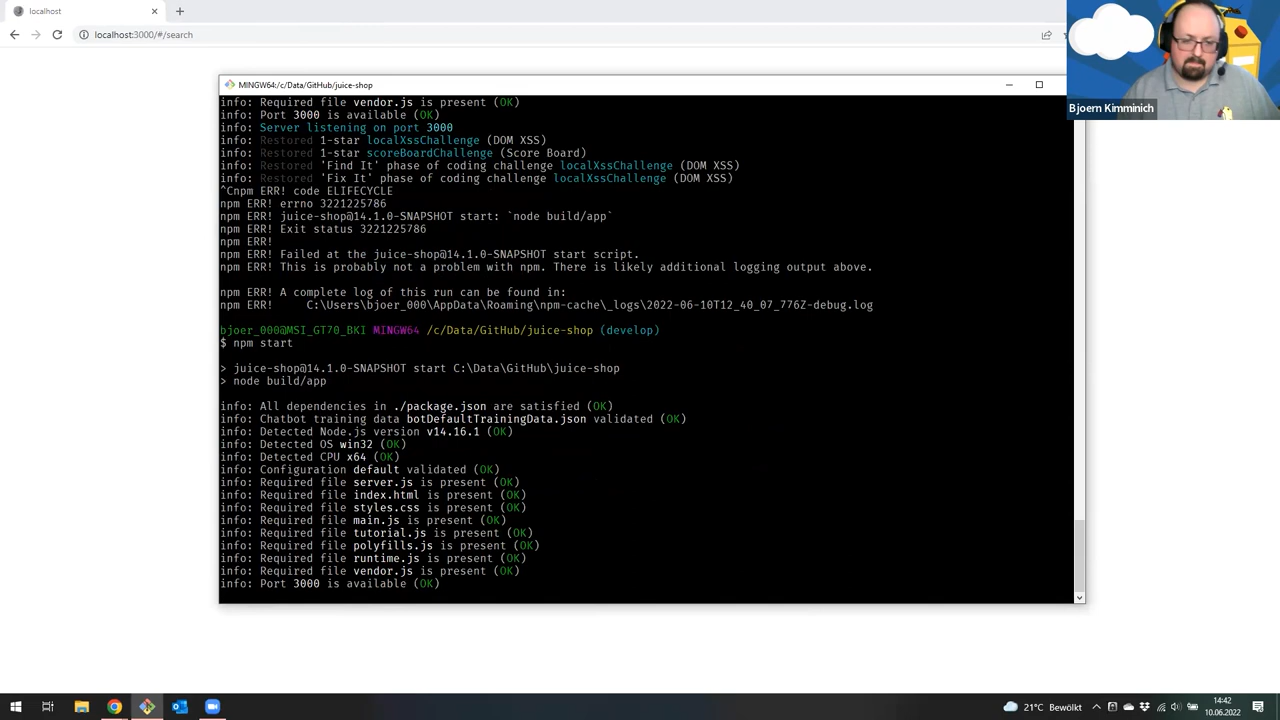 localhost
localhost:3000/#/search
Bjoern Kimminich
MINGW64:/c/Data/GitHub/juice-shop
info: Required file vendor.js is present (OK)
info: Port 3000 is available (OK)
info: Server listening on port 3000
info: Restored 1-star localXssChallenge (DOM XSS)
info: Restored 1-star scoreBoardChallenge (Score Board)
info: Restored 'Find It' phase of coding challenge localXssChallenge (DOM XSS)
info: Restored 'Fix It' phase of coding challenge localXssChallenge (DOM XSS)
^Cnpm ERR! code ELIFECYCLE
npm ERR! errno 3221225786
npm ERR! juice-shop@14.1.0-SNAPSHOT start: `node build/app`
npm ERR! Exit status 3221225786
npm ERR!
npm ERR! Failed at the juice-shop@14.1.0-SNAPSHOT start script.
npm ERR! This is probably not a problem with npm. There is likely additional logging output above.
npm ERR! A complete log of this run can be found in:
npm ERR!     C:\Users\bjoer_000\AppData\Roaming\npm-cache\_logs\2022-06-10T12_40_07_776Z-debug.log
bjoer_000@MSI_GT70_BKI MINGW64 /c/Data/GitHub/juice-shop (develop)
$ npm start
> juice-shop@14.1.0-SNAPSHOT start C:\Data\GitHub\juice-shop
> node build/app
info: All dependencies in ./package.json are satisfied (OK)
info: Chatbot training data botDefaultTrainingData.json validated (OK)
info: Detected Node.js version v14.16.1 (OK)
info: Detected OS win32 (OK)
info: Detected CPU x64 (OK)
info: Configuration default validated (OK)
info: Required file server.js is present (OK)
info: Required file index.html is present (OK)
info: Required file styles.css is present (OK)
info: Required file main.js is present (OK)
info: Required file tutorial.js is present (OK)
info: Required file polyfills.js is present (OK)
info: Required file runtime.js is present (OK)
info: Required file vendor.js is present (OK)
info: Port 3000 is available (OK)
21°C Bewölkt
14:42
10.06.2022